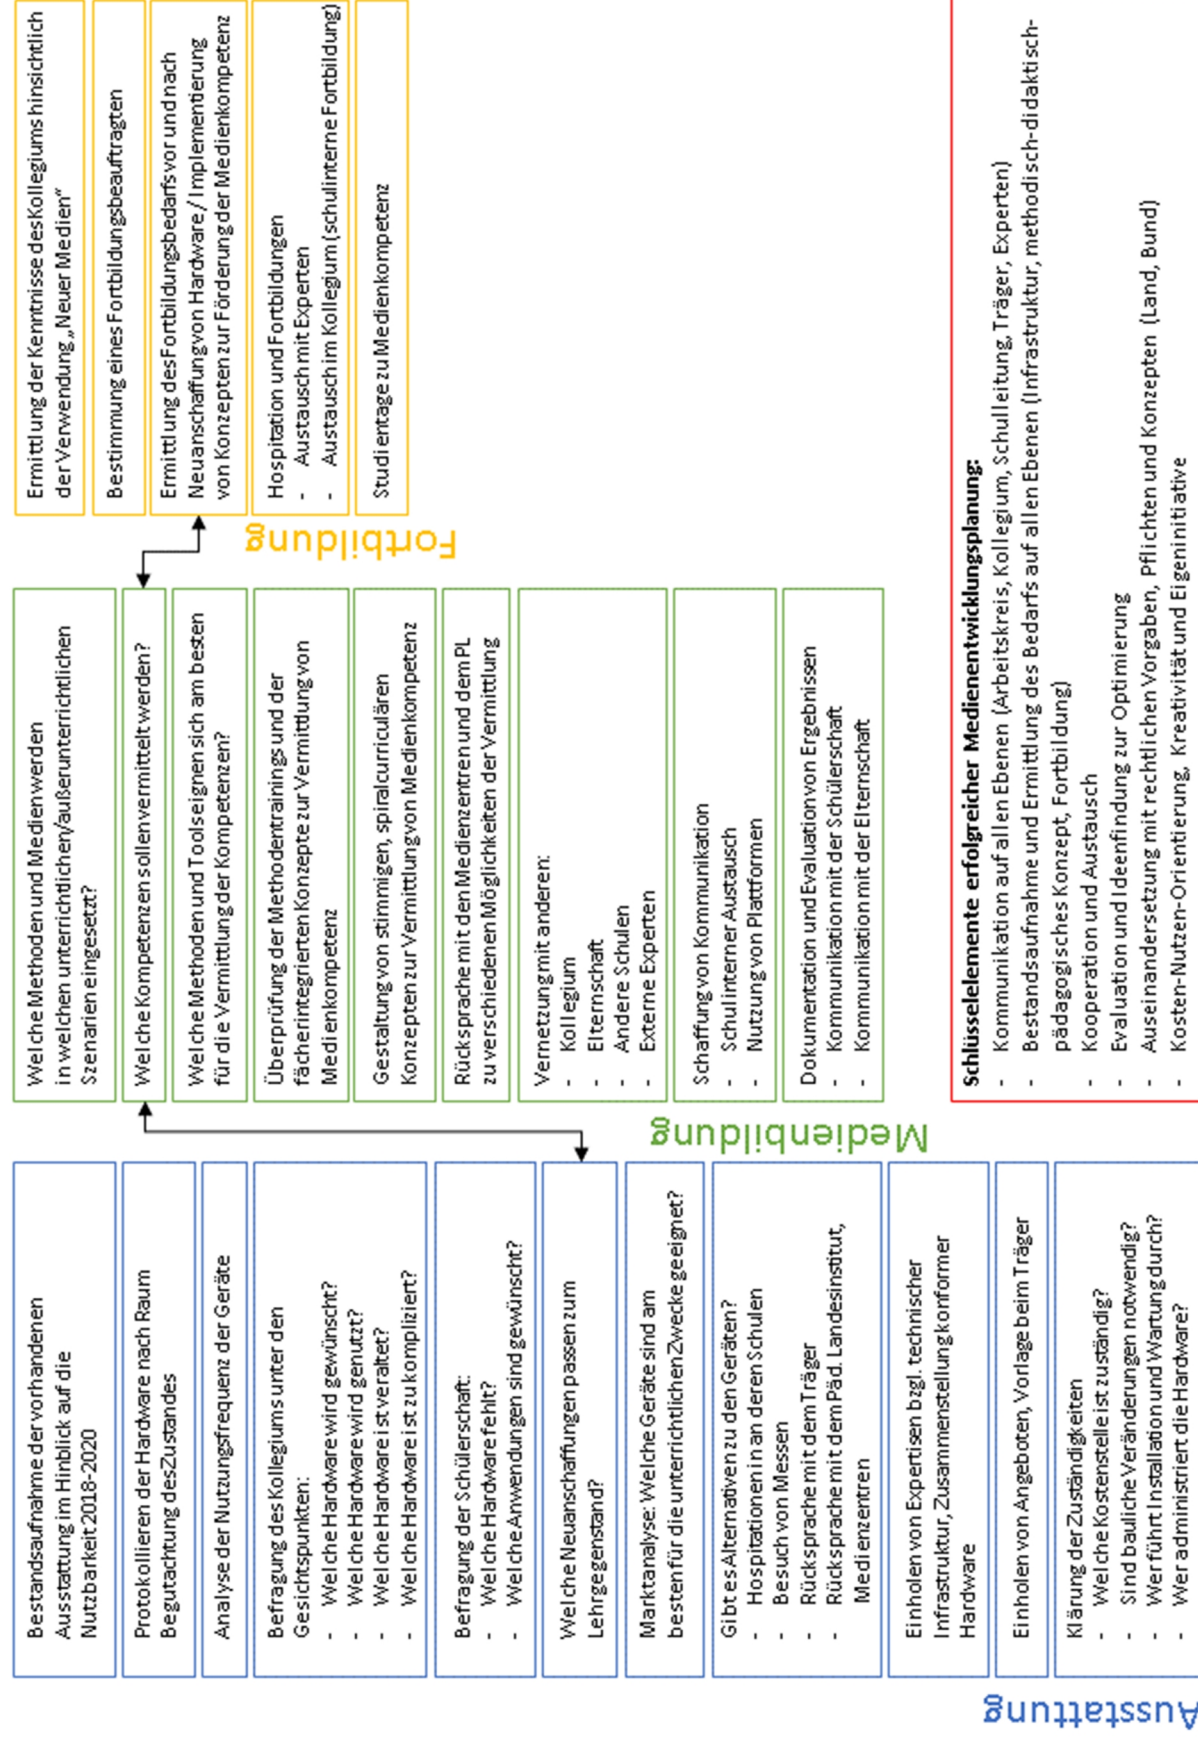 Ausstattung
Bestandsaufnahme der vorhandenen
Ausstattung im Hinblick auf die
Nutzbarkeit 2018-2020
Protokollieren der Hardware nach Raum
Begutachtung des Zustandes
Analyse der Nutzungsfrequenz der Geräte
Befragung des Kollegiums unter den
Gesichtspunkten:
- Welche Hardware wird gewünscht?
- Welche Hardware wird genutzt?
- Welche Hardware ist veraltet?
- Welche Hardware ist zu kompliziert?
Befragung der Schülerschaft:
- Welche Hardware fehlt?
- Welche Anwendungen sind gewünscht?
Welche Neuanschaffungen passen zum
Lehrgegenstand?
Marktanalyse: Welche Geräte sind am
besten für die unterrichtlichen Zwecke geeignet?
Gibt es Alternativen zu den Geräten?
- Hospitationen in anderen Schulen
- Besuch von Messen
- Rücksprache mit dem Träger
- Rücksprache mit dem Päd. Landesinstitut,
Medienzentren
Einholen von Expertisen bzgl. technischer
Infrastruktur, Zusammenstellung konformer
Hardware
Einholen von Angeboten, Vorlage beim Träger
Klärung der Zuständigkeiten
- Welche Kostenstelle ist zuständig?
- Sind bauliche Veränderungen notwendig?
- Wer führt Installation und Wartung durch?
- Wer administriert die Hardware?
Medienbildung
Welche Methoden und Medien werden
in welchen unterrichtlichen/außerunterrichtlichen
Szenarien eingesetzt?
Welche Kompetenzen sollen vermittelt werden?
Welche Methoden und Tools eignen sich am besten
für die Vermittlung der Kompetenzen?
Überprüfung der Methodentrainings und der
fächerintegrierten Konzepte zur Vermittlung von
Medienkompetenz
Gestaltung von stimmigen, spiralcurriculären
Konzepten zur Vermittlung von Medienkompetenz
Rücksprache mit den Medienzentren und dem PL
zu verschiedenen Möglichkeiten der Vermittlung
Vernetzung mit anderen:
- Kollegium
- Elternschaft
- Andere Schulen
- Externe Experten
Schaffung von Kommunikation
- Schulinterner Austausch
- Nutzung von Plattformen
Dokumentation und Evaluation von Ergebnissen
- Kommunikation mit der Schülerschaft
- Kommunikation mit der Elternschaft
Fortbildung
Ermittlung der Kenntnisse des Kollegiums hinsichtlich
der Verwendung „Neuer Medien“
Bestimmung eines Fortbildungsbeauftragten
Ermittlung des Fortbildungsbedarfs vor und nach
Neuanschaffung von Hardware / Implementierung
von Konzepten zur Förderung der Medienkompetenz
Hospitation und Fortbildungen
- Austausch mit Experten
- Austausch im Kollegium (schulinterne Fortbildung)
Studientage zu Medienkompetenz
Schlüsselelemente erfolgreicher Medienentwicklungsplanung:
- Kommunikation auf allen Ebenen (Arbeitskreis, Kollegium, Schulleitung, Träger, Experten)
- Bestandsaufnahme und Ermittlung des Bedarfs auf allen Ebenen (Infrastruktur, methodisch-didaktisch-
pädagogisches Konzept, Fortbildung)
- Kooperation und Austausch
- Evaluation und Ideenfindung zur Optimierung
- Auseinandersetzung mit rechtlichen Vorgaben, Pflichten und Konzepten (Land, Bund)
- Kosten-Nutzen-Orientierung, Kreativität und Eigeninitiative